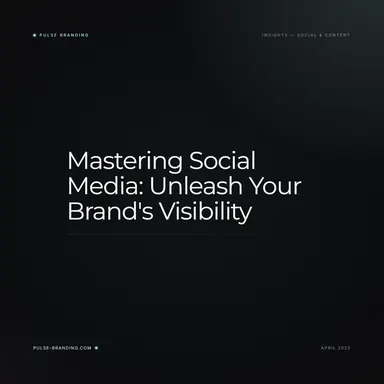 PULSE BRANDING
INSIGHTS — SOCIAL & CONTENT
Mastering Social
Media: Unleash Your
Brand's Visibility
PULSE-BRANDING.COM
APRIL 2025